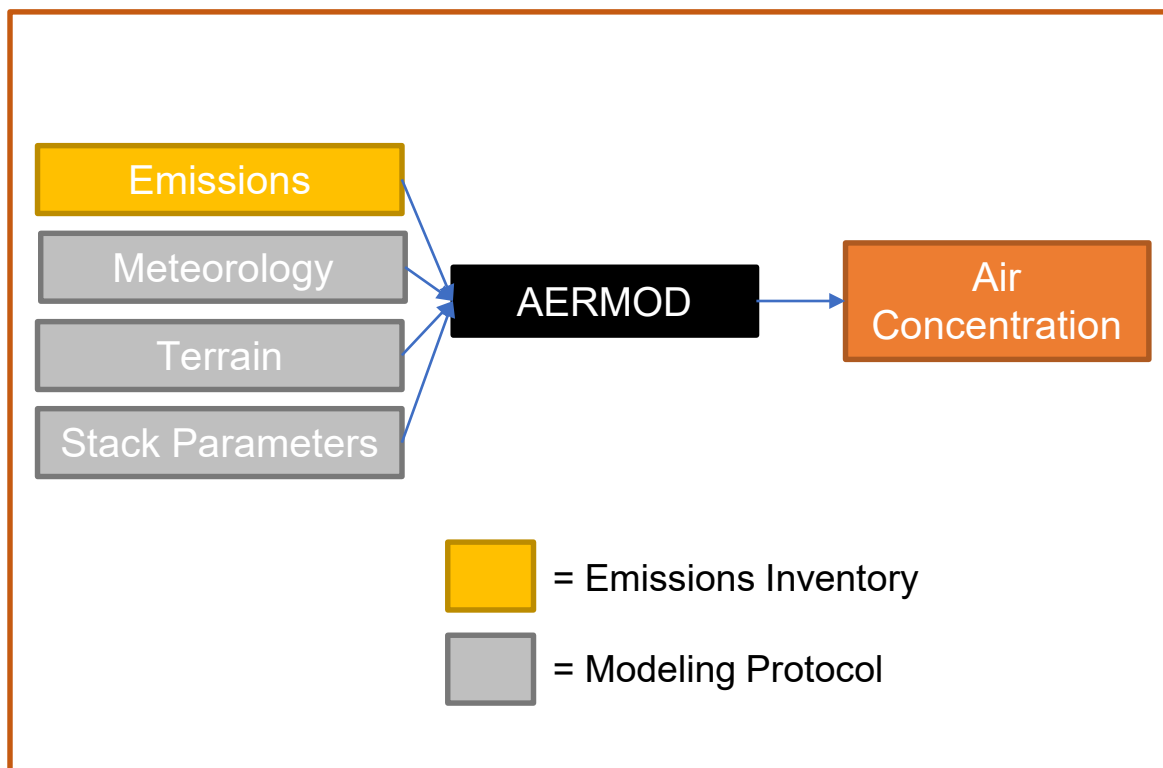 Emissions
Meteorology
Terrain
Stack Parameters
AERMOD
Air
Concentration
= Emissions Inventory
= Modeling Protocol